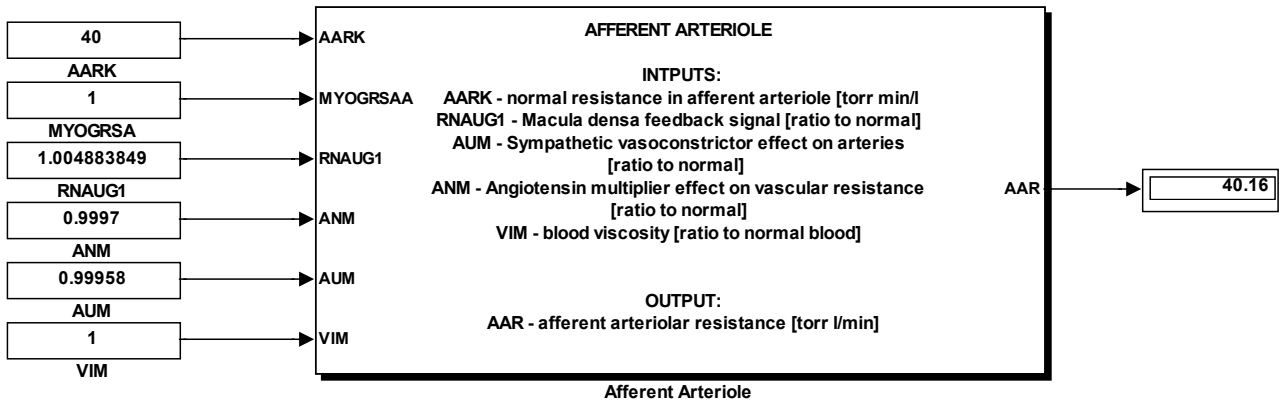 40
AARK
1
MYOGRSA
1.004883849
RNAUG1
0.9997
ANM
0.99958
AUM
1
VIM
AARK
MYOGRSAA
RNAUG1
ANM
AUM
VIM
AFFERENT ARTERIOLE
INTPUTS:
AARK - normal resistance in afferent arteriole [torr min/l
RNAUG1 - Macula densa feedback signal [ratio to normal]
AUM - Sympathetic vasoconstrictor effect on arteries
[ratio to normal]
ANM - Angiotensin multiplier effect on vascular resistance
[ratio to normal]
VIM - blood viscosity [ratio to normal blood]
OUTPUT:
AAR - afferent arteriolar resistance [torr l/min]
AAR
40.16
Afferent Arteriole